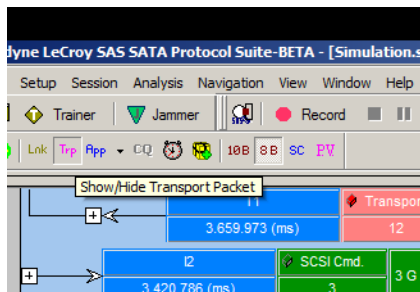 dyne LeCroy SAS SATA Protocol Suite-BETA - [Simulation.s
Setup Session Analysis Navigation View Window Help
Trainer Jammer Record
Lnk Trp App CQ 10B 8B SC P.V.
Show/Hide Transport Packet
I1 Transpor
3.659.973 (ms) 12
I2 SCSI Cmd. 3 G
3.420.786 (ms) 3